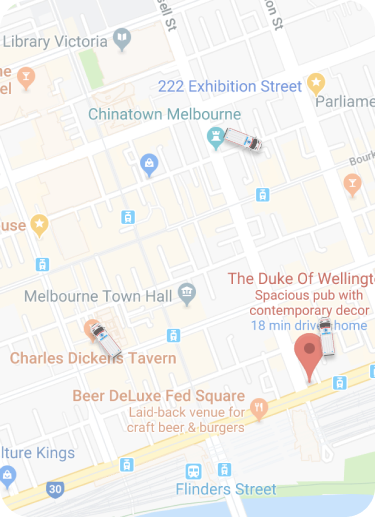 ell St
on St
Library Victoria
ne
el
222 Exhibition Street
Parliame
Chinatown Melbourne
Bourk
use
The Duke Of Wellingt
Spacious pub with
contemporary decor
18 min drive home
Melbourne Town Hall
Charles Dickens Tavern
Beer DeLuxe Fed Square
Laid-back venue for
craft beer & burgers
lture Kings
30
Flinders Street